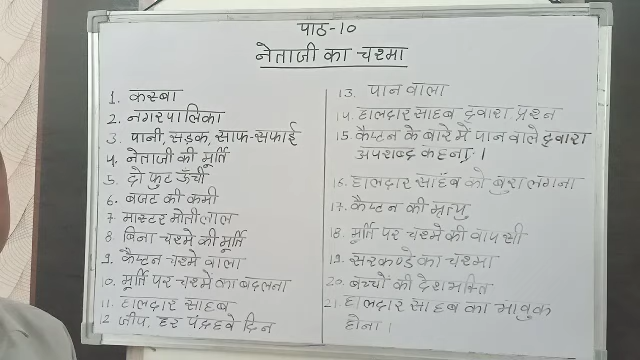 पाठ-10
नेताजी का चश्मा
1. कस्बा
2. नगरपालिका
3. पानी, सड़क, साफ-सफाई
4. नेताजी की मूर्ति
5. दो फुट ऊँची
6. बजट की कमी
7. मास्टर मोतीलाल
8. बिना चश्मे की मूर्ति
9. कैप्टन चश्मे वाला
10. मूर्ति पर चश्मे का बदलना
11. हालदार साहब
12. जीप, हर पंद्रहवे दिन
13. पानवाला
14. हालदार साहब द्वारा प्रश्न
15. कैप्टन के बारे में पान वाले द्वारा
अपशब्द कहना।
16. हालदार साहब को बुरा लगना
17. कैप्टन की मृत्यु
18. मूर्ति पर चश्मे की वापसी
19. सरकण्डे का चश्मा
20. बच्चों की देशभक्ति
21. हालदार साहब का भावुक
होना।